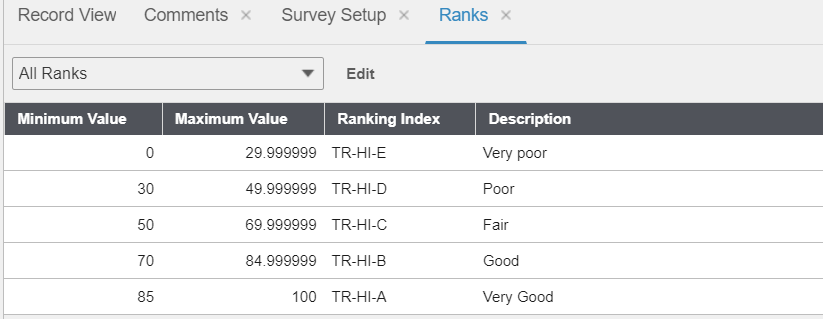 Record View Comments × Survey Setup × Ranks ×
All Ranks Edit
Minimum Value Maximum Value Ranking Index Description
0 29.999999 TR-HI-E Very poor
30 49.999999 TR-HI-D Poor
50 69.999999 TR-HI-C Fair
70 84.999999 TR-HI-B Good
85 100 TR-HI-A Very Good